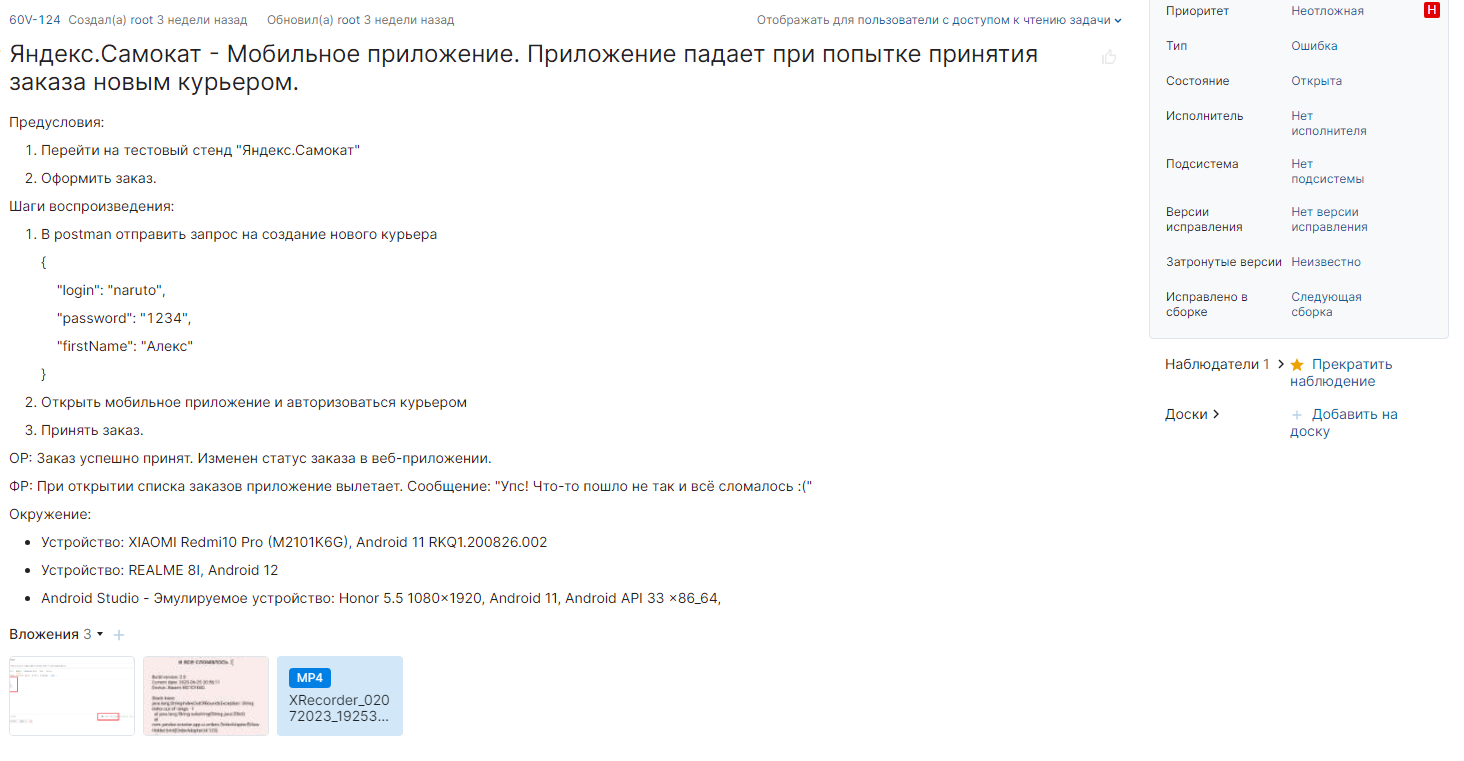 60V-124 Создал(а) root 3 недели назад Обновил(а) root 3 недели назад Отображать для пользователи с доступом к чтению задачи
Яндекс.Самокат - Мобильное приложение. Приложение падает при попытке принятия
заказа новым курьером.
Предусловия:
1. Перейти на тестовый стенд "Яндекс.Самокат"
2. Оформить заказ.
Шаги воспроизведения:
1. В postman отправить запрос на создание нового курьера
{
"login": "naruto",
"password": "1234",
"firstName": "Алекс"
}
2. Открыть мобильное приложение и авторизоваться курьером
3. Принять заказ.
ОР: Заказ успешно принят. Изменен статус заказа в веб-приложении.
ФР: При открытии списка заказов приложение вылетает. Сообщение: "Упс! Что-то пошло не так и всё сломалось :("
Окружение:
• Устройство: XIAOMI Redmi10 Pro (M2101K6G), Android 11 RKQ1.200826.002
• Устройство: REALME 8I, Android 12
• Android Studio - Эмулируемое устройство: Honor 5.5 1080×1920, Android 11, Android API 33 ×86_64,
Вложения 3
и всё сломалось :(
MP4
XRecorder_020
72023_19253...
Приоритет Неотложная Н
Тип Ошибка
Состояние Открыта
Исполнитель Нет
исполнителя
Подсистема Нет
подсистемы
Версии Нет версии
исправления исправления
Затронутые версии Неизвестно
Исправлено в Следующая
сборке сборка
Наблюдатели 1 Прекратить
наблюдение
Доски Добавить на
доску